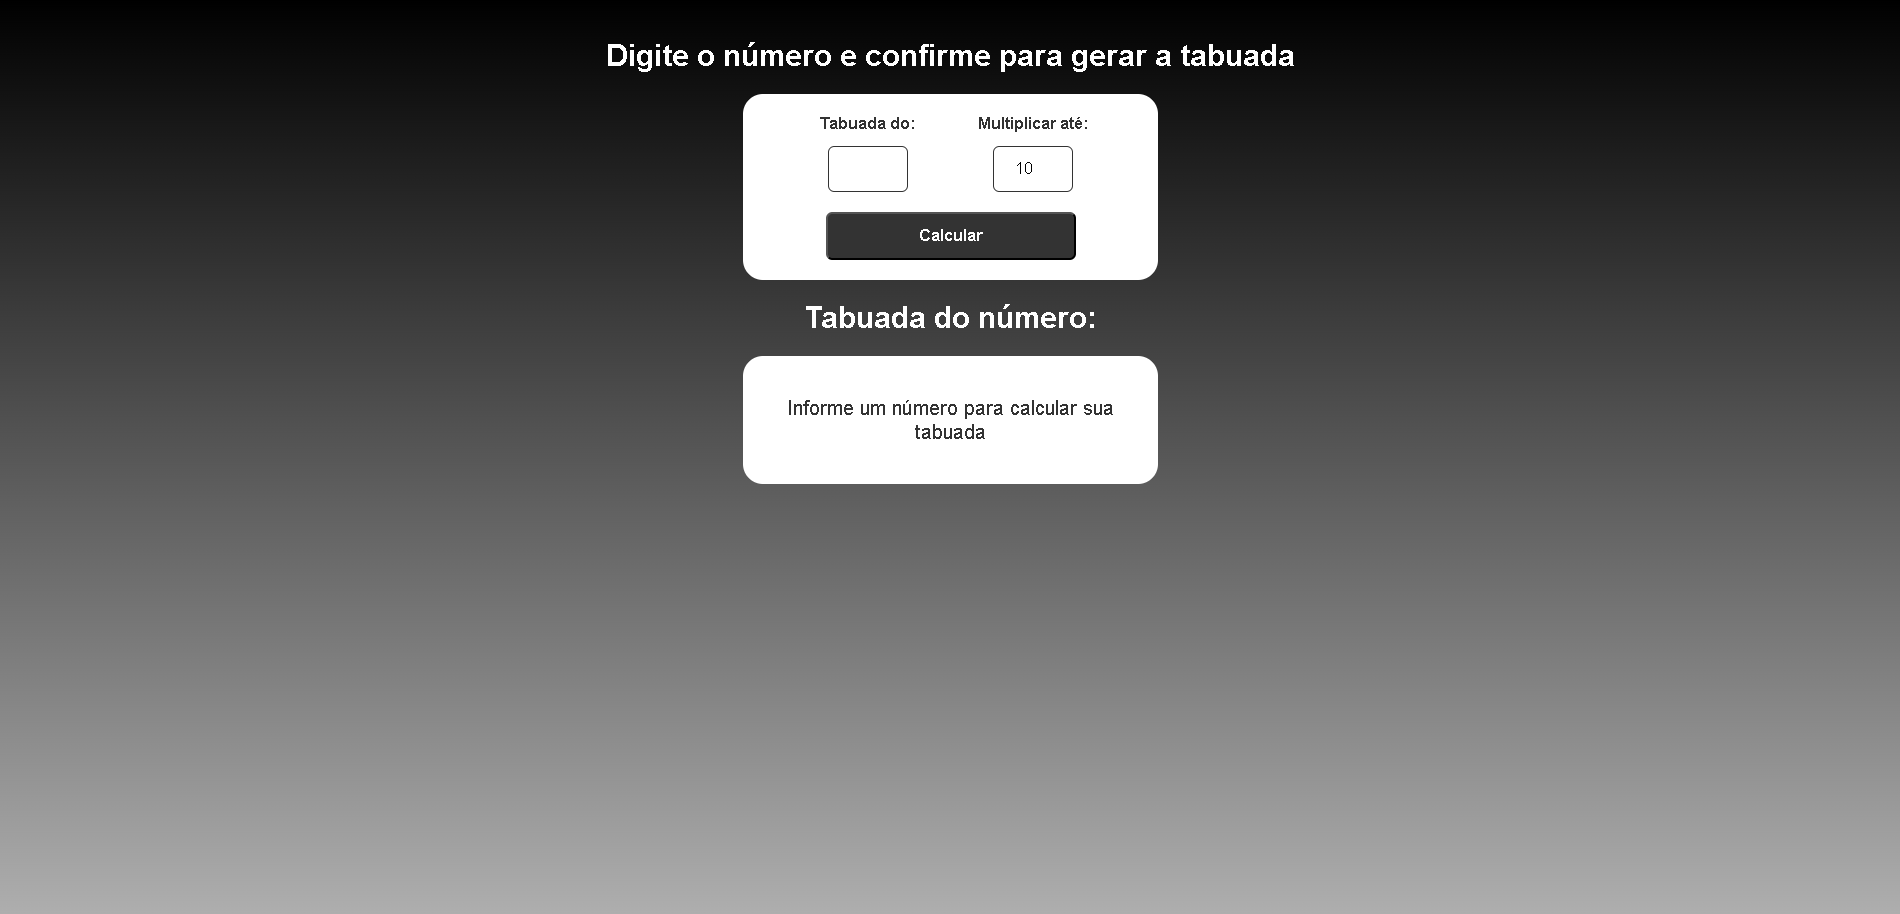 Digite o número e confirme para gerar a tabuada
Tabuada do:
Multiplicar até:
10
Calcular
Tabuada do número:
Informe um número para calcular sua
tabuada